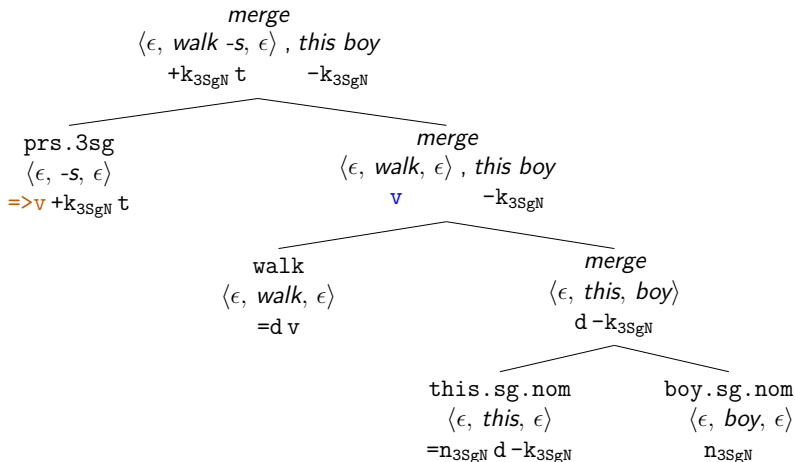 merge
⟨ϵ, walk -s, ϵ⟩ , this boy
+k3SgN t −k3SgN
prs.3sg
⟨ϵ, -s, ϵ⟩
=>v +k3SgN t
merge
⟨ϵ, walk, ϵ⟩ , this boy
v −k3SgN
walk
⟨ϵ, walk, ϵ⟩
=d v
merge
⟨ϵ, this, boy⟩
d −k3SgN
this.sg.nom
⟨ϵ, this, ϵ⟩
=n3SgN d −k3SgN
boy.sg.nom
⟨ϵ, boy, ϵ⟩
n3SgN